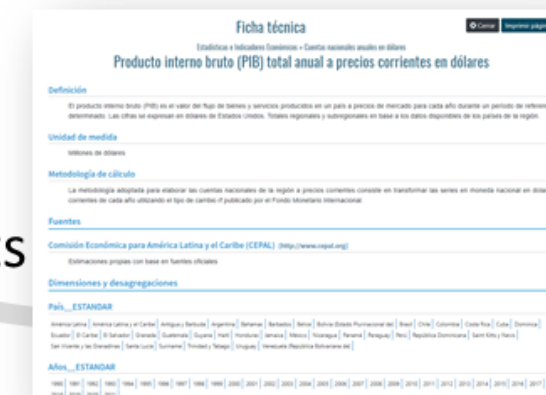 Ficha técnica
Cerrar
Imprimir págin
Estadísticas e Indicadores Económicos » Cuentas nacionales anuales en dólares
Producto interno bruto (PIB) total anual a precios corrientes en dólares
Definición
El producto interno bruto (PIB) es el valor del flujo de bienes y servicios producidos en un país a precios de mercado para cada año durante un período de referen
determinado. Las cifras se expresan en dólares de Estados Unidos. Totales regionales y subregionales en base a los datos disponibles de los países de la región.
Unidad de medida
Millones de dólares
Metodología de cálculo
La metodología adoptada para elaborar las cuentas nacionales de la región a precios corrientes consiste en transformar las series en moneda nacional en dólar
corrientes de cada año utilizando el tipo de cambio rf publicado por el Fondo Monetario Internacional.
Fuentes
ts
Comisión Económica para América Latina y el Caribe (CEPAL) (http://www.cepal.org)
Estimaciones propias con base en fuentes oficiales
Dimensiones y desagregaciones
País__ESTANDAR
América Latina | América Latina y el Caribe | Antigua y Barbuda | Argentina | Bahamas | Barbados | Belice | Bolivia (Estado Plurinacional de) | Brasil | Chile | Colombia | Costa Rica | Cuba | Dominica |
Ecuador | El Caribe | El Salvador | Granada | Guatemala | Guyana | Haití | Honduras | Jamaica | México | Nicaragua | Panamá | Paraguay | Perú | República Dominicana | Saint Kitts y Nevis |
San Vicente y las Granadinas | Santa Lucía | Suriname | Trinidad y Tabago | Uruguay | Venezuela (República Bolivariana de) |
Años__ESTANDAR
1990 | 1991 | 1992 | 1993 | 1994 | 1995 | 1996 | 1997 | 1998 | 1999 | 2000 | 2001 | 2002 | 2003 | 2004 | 2005 | 2006 | 2007 | 2008 | 2009 | 2010 | 2011 | 2012 | 2013 | 2014 | 2015 | 2016 | 2017 |
2018 | 2019 | 2020 | 2021 |